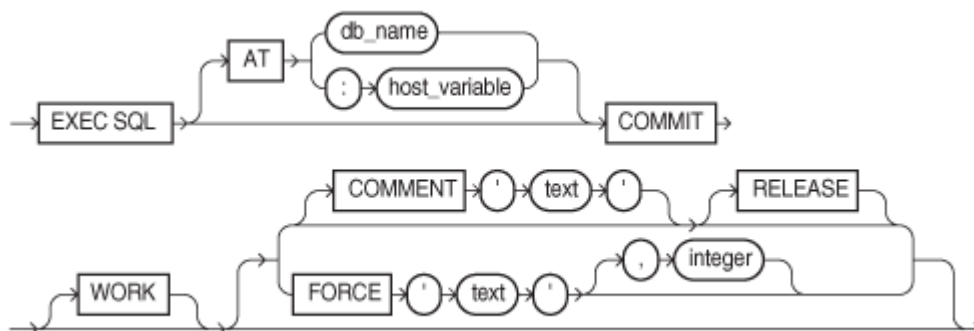 db_name
AT
: host_variable
EXEC SQL COMMIT
COMMENT ' text ' RELEASE
, integer
WORK FORCE ' text '